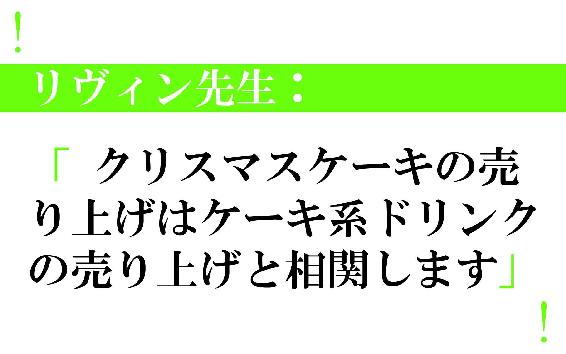 !
リヴィン先生：
「 クリスマスケーキの売
り上げはケーキ系ドリンク
の売り上げと相関します」
!